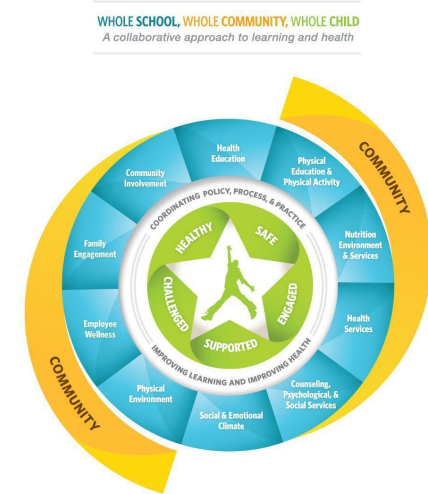 WHOLE SCHOOL, WHOLE COMMUNITY, WHOLE CHILD
A collaborative approach to learning and health
COMMUNITY
Health
Education
Physical
Education &
Physical Activity
Nutrition
Environment
& Services
Health
Services
Counseling,
Psychological, &
Social Services
Social & Emotional
Climate
Physical
Environment
Employee
Wellness
Family
Engagement
Community
Involvement
COORDINATING POLICY, PROCESS, & PRACTICE
IMPROVING LEARNING AND IMPROVING HEALTH
HEALTHY
SAFE
ENGAGED
SUPPORTED
CHALLENGED
COMMUNITY